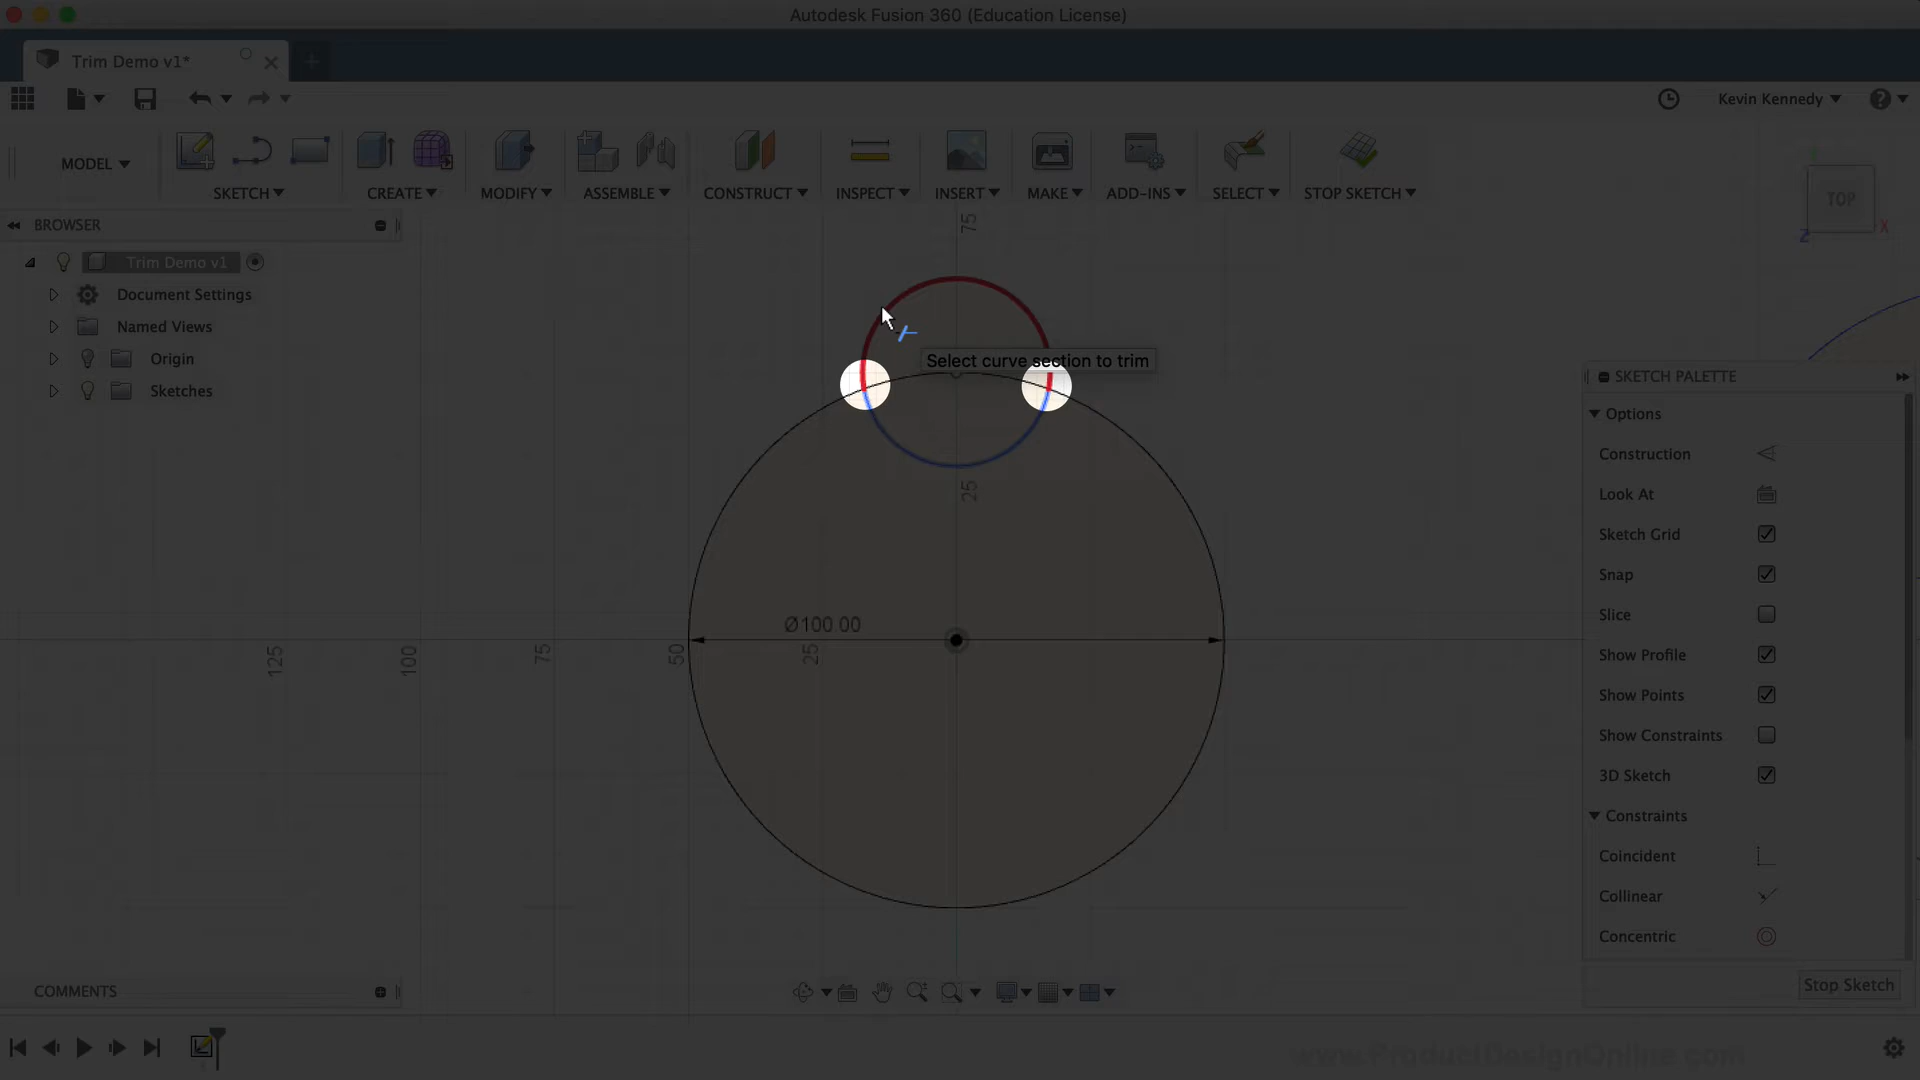 Autodesk Fusion 360 (Education License)
Trim Demo v1*
Kevin Kennedy
MODEL
SKETCH
CREATE
MODIFY
ASSEMBLE
CONSTRUCT
INSPECT
INSERT
MAKE
ADD-INS
SELECT
STOP SKETCH
TOP
X
Z
BROWSER
Trim Demo v1
Document Settings
Named Views
Origin
Sketches
75
Select curve section to trim
25
Ø100.00
125
100
75
50
25
SKETCH PALETTE
Options
Construction
Look At
Sketch Grid
Snap
Slice
Show Profile
Show Points
Show Constraints
3D Sketch
Constraints
Coincident
Collinear
Concentric
Stop Sketch
COMMENTS
www.ProductDesignOnline.com